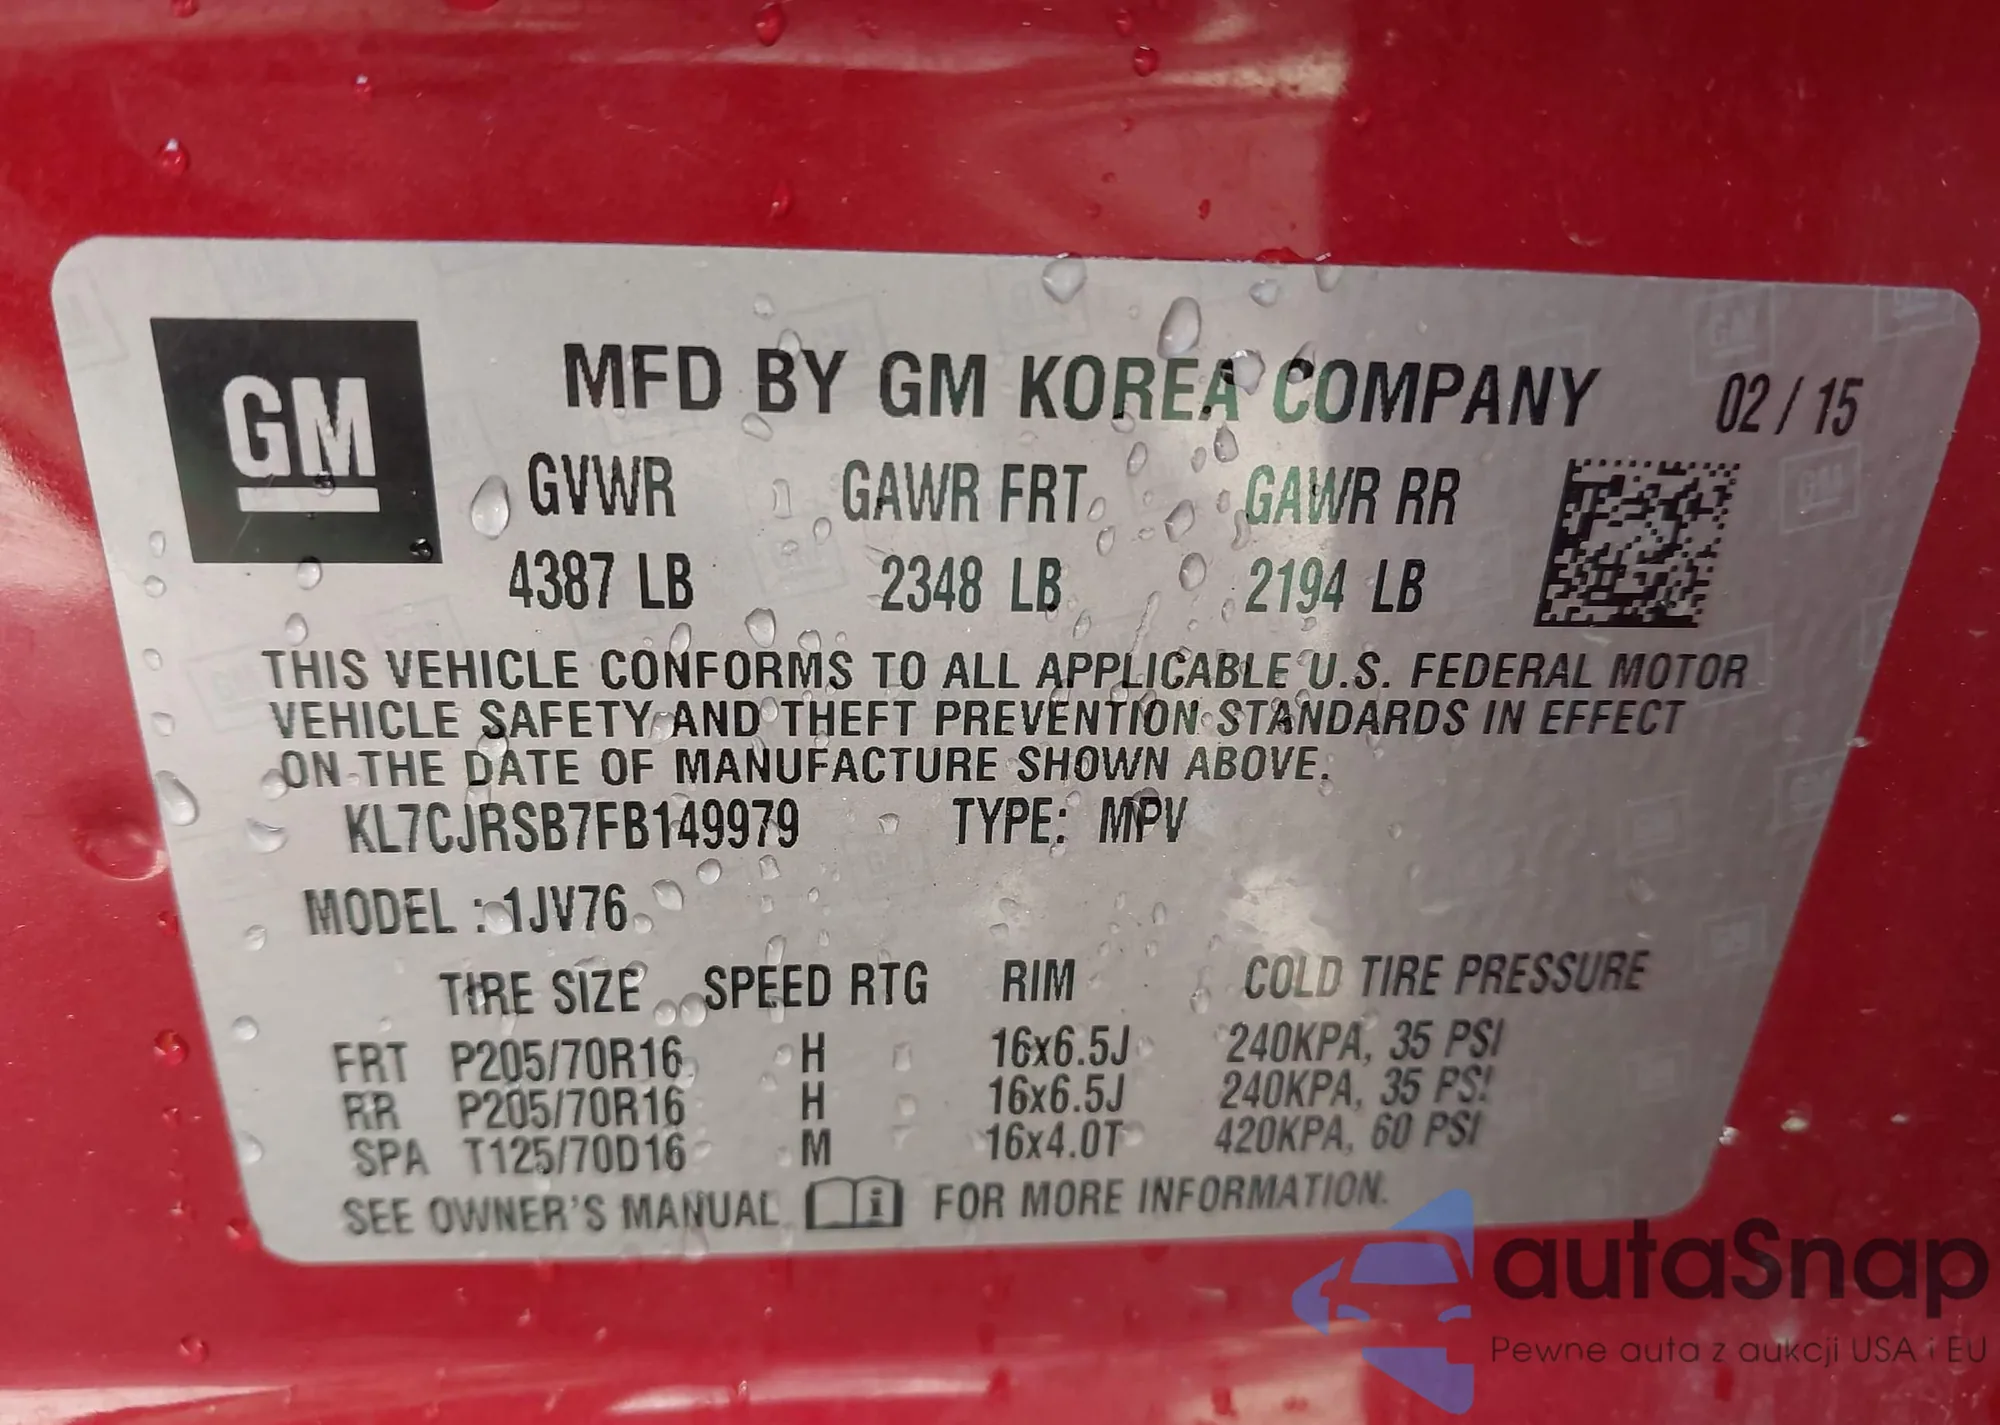 GM
MFD BY GM KOREA COMPANY 02 / 15
GVWR GAWR FRT GAWR RR
4387 LB 2348 LB 2194 LB
THIS VEHICLE CONFORMS TO ALL APPLICABLE U.S. FEDERAL MOTOR
VEHICLE SAFETY AND THEFT PREVENTION STANDARDS IN EFFECT
ON THE DATE OF MANUFACTURE SHOWN ABOVE.
KL7CJRSB7FB149979 TYPE: MPV
MODEL : 1JV76
TIRE SIZE SPEED RTG RIM COLD TIRE PRESSURE
FRT P205/70R16 H 16x6.5J 240KPA, 35 PSI
RR P205/70R16 H 16x6.5J 240KPA, 35 PSI
SPA T125/70D16 M 16x4.0T 420KPA, 60 PSI
SEE OWNER'S MANUAL i FOR MORE INFORMATION.
autaSnap
Pewne auta z aukcji USA i EU